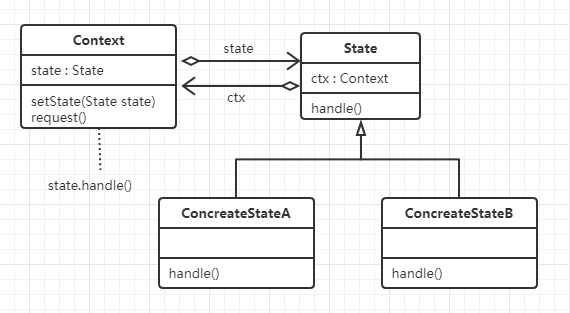 Context
state : State
setState(State state)
request()
state.handle()
state
ctx
State
ctx : Context
handle()
ConcreateStateA
handle()
ConcreateStateB
handle()